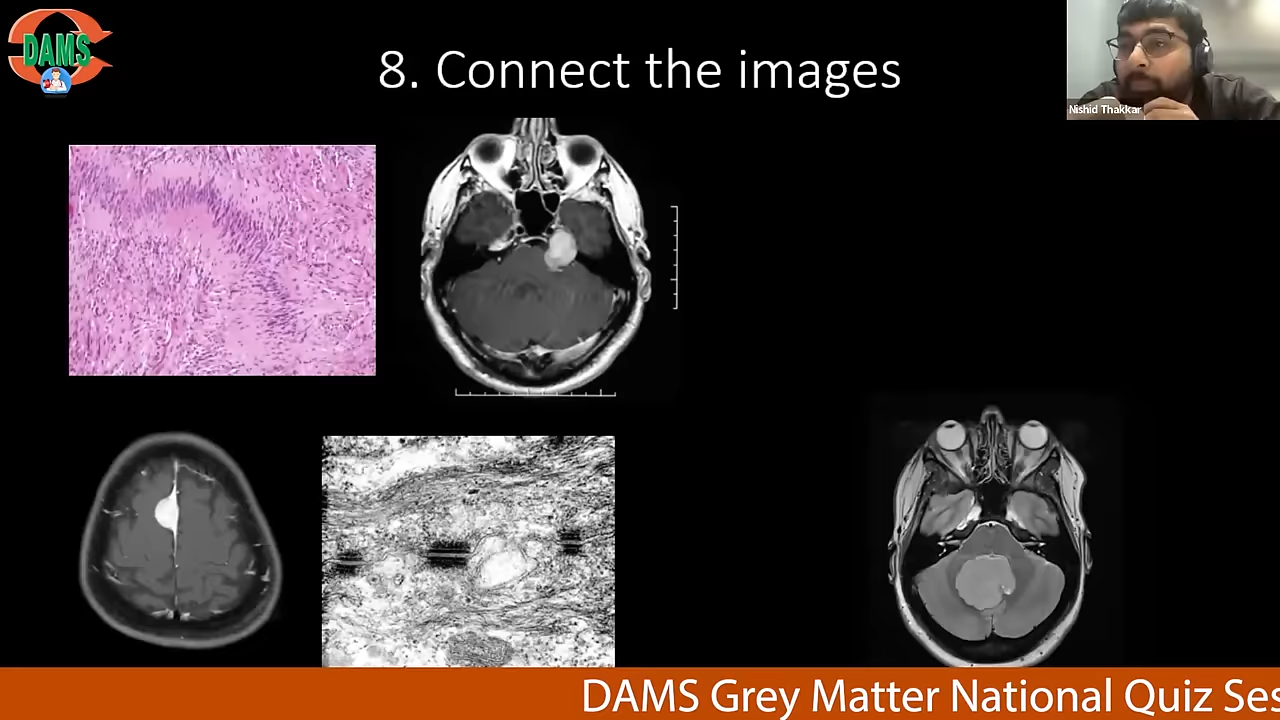 DAMS
8. Connect the images
Nishid Thakkar
DAMS Grey Matter National Quiz Ses